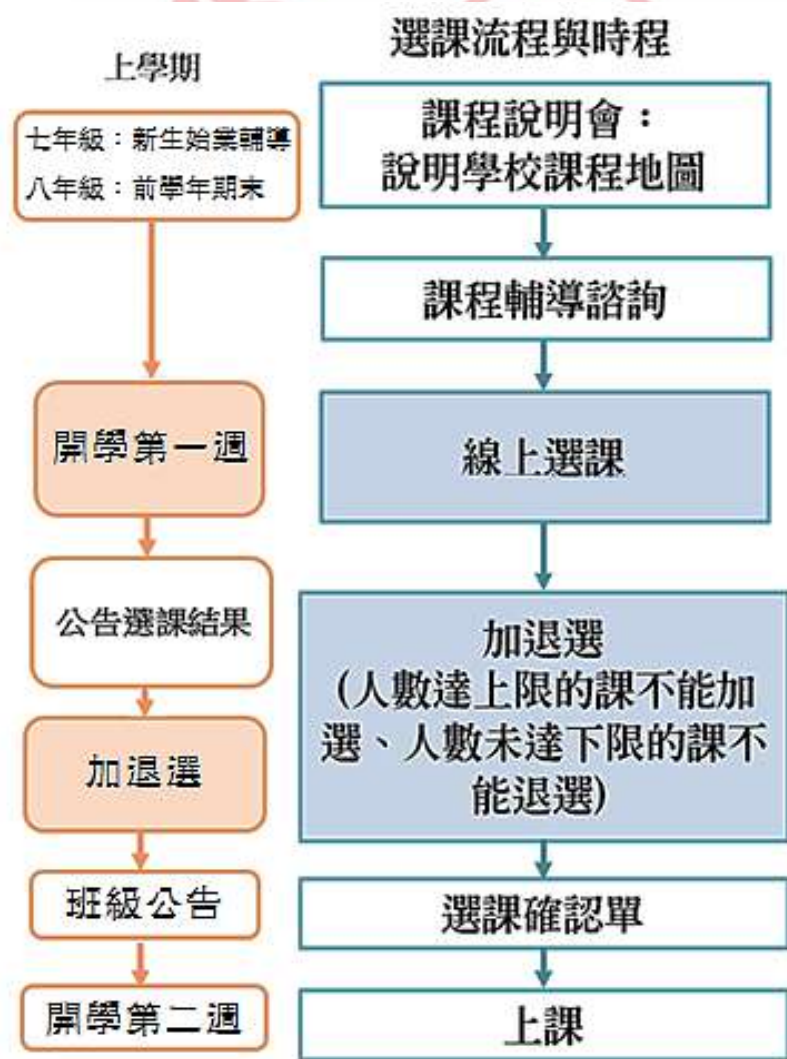 選課流程與時程
上學期
七年級：新生始業輔導
八年級：前學年期末
開學第一週
公告選課結果
加退選
班級公告
開學第二週
課程說明會：
說明學校課程地圖
課程輔導諮詢
線上選課
加退選
(人數達上限的課不能加
選、人數未達下限的課不
能退選)
選課確認單
上課